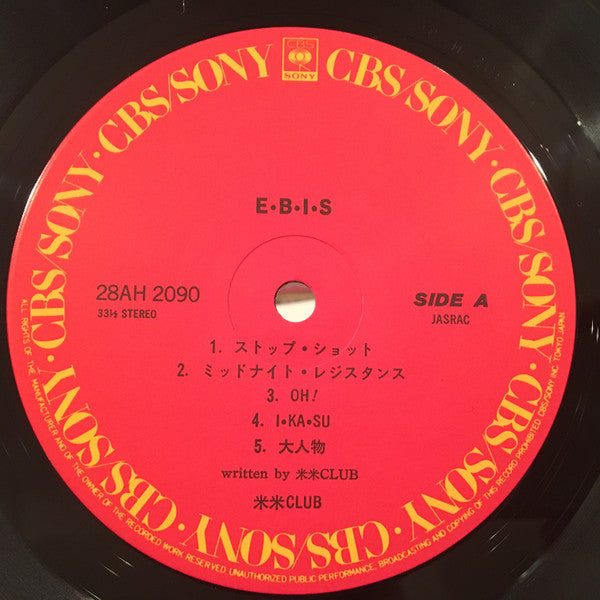 CBS/SONY · CBS/SONY · CBS/SONY · CBS/SONY · CBS/SONY · CBS/SONY · CBS/SONY
CBS
SONY
E•B•I•S
28AH 2090
33⅓ STEREO
SIDE A
JASRAC
1. ストップ・ショット
2. ミッドナイト・レジスタンス
3. OH!
4. I•KA•SU
5. 大人物
written by 米米CLUB
米米CLUB
ALL RIGHTS OF THE MANUFACTURER AND OF THE OWNER OF THE RECORDED WORK RESERVED. UNAUTHORIZED PUBLIC PERFORMANCE, BROADCASTING AND COPYING OF THIS RECORD PROHIBITED. CBS/SONY INC. TOKYO JAPAN